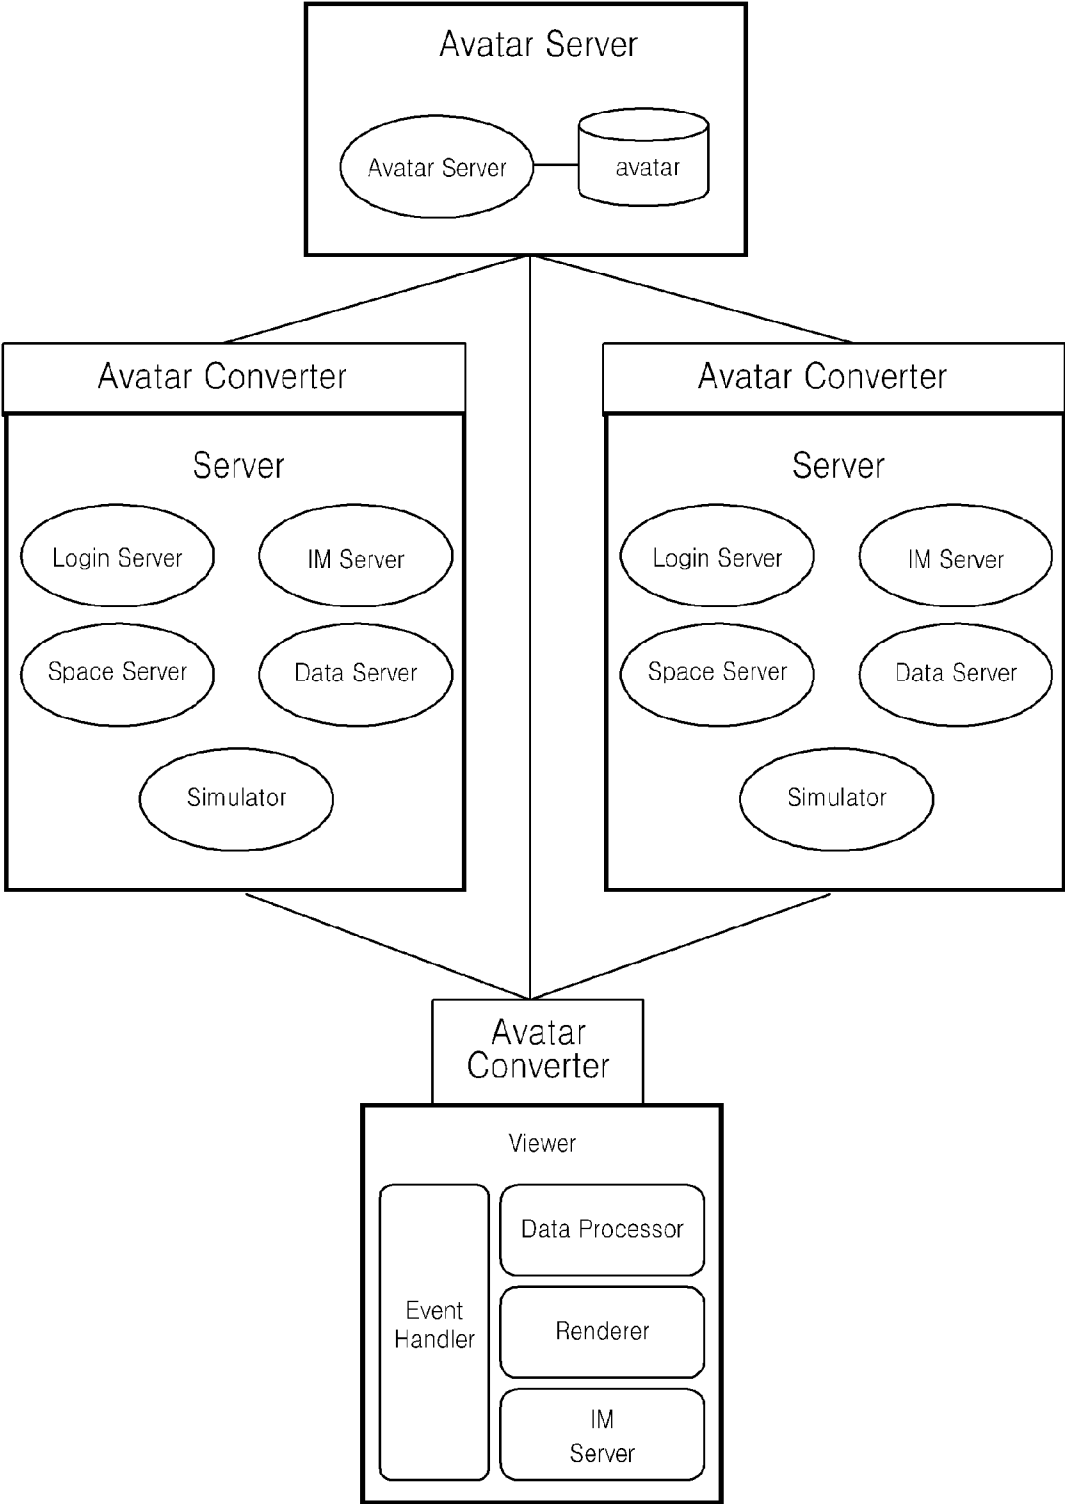 Avatar Server
Avatar Server
avatar
Avatar Converter
Server
Login Server
IM Server
Space Server
Data Server
Simulator
Avatar Converter
Server
Login Server
IM Server
Space Server
Data Server
Simulator
Avatar
Converter
Viewer
Event
Handler
Data Processor
Renderer
IM
Server